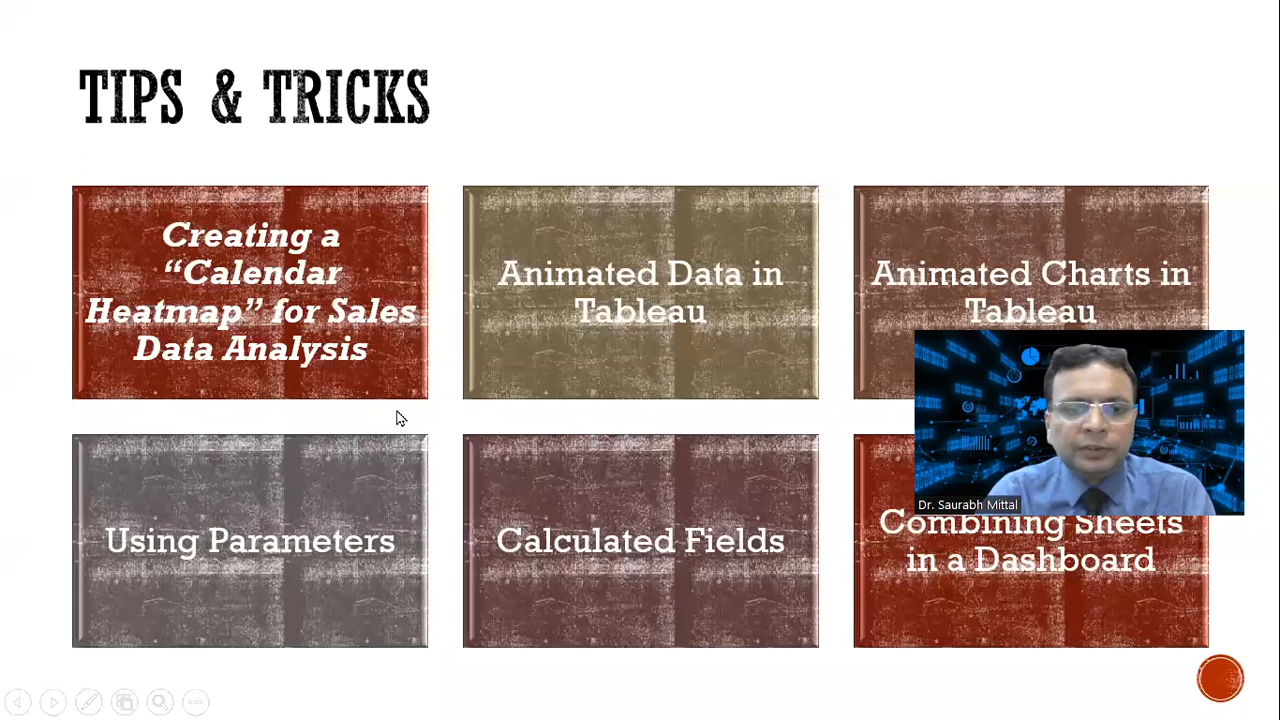 TIPS & TRICKS
Creating a
“Calendar
Heatmap” for Sales
Data Analysis
Animated Data in
Tableau
Animated Charts in
Tableau
Using Parameters
Calculated Fields
Combining Sheets
in a Dashboard
Dr. Saurabh Mittal